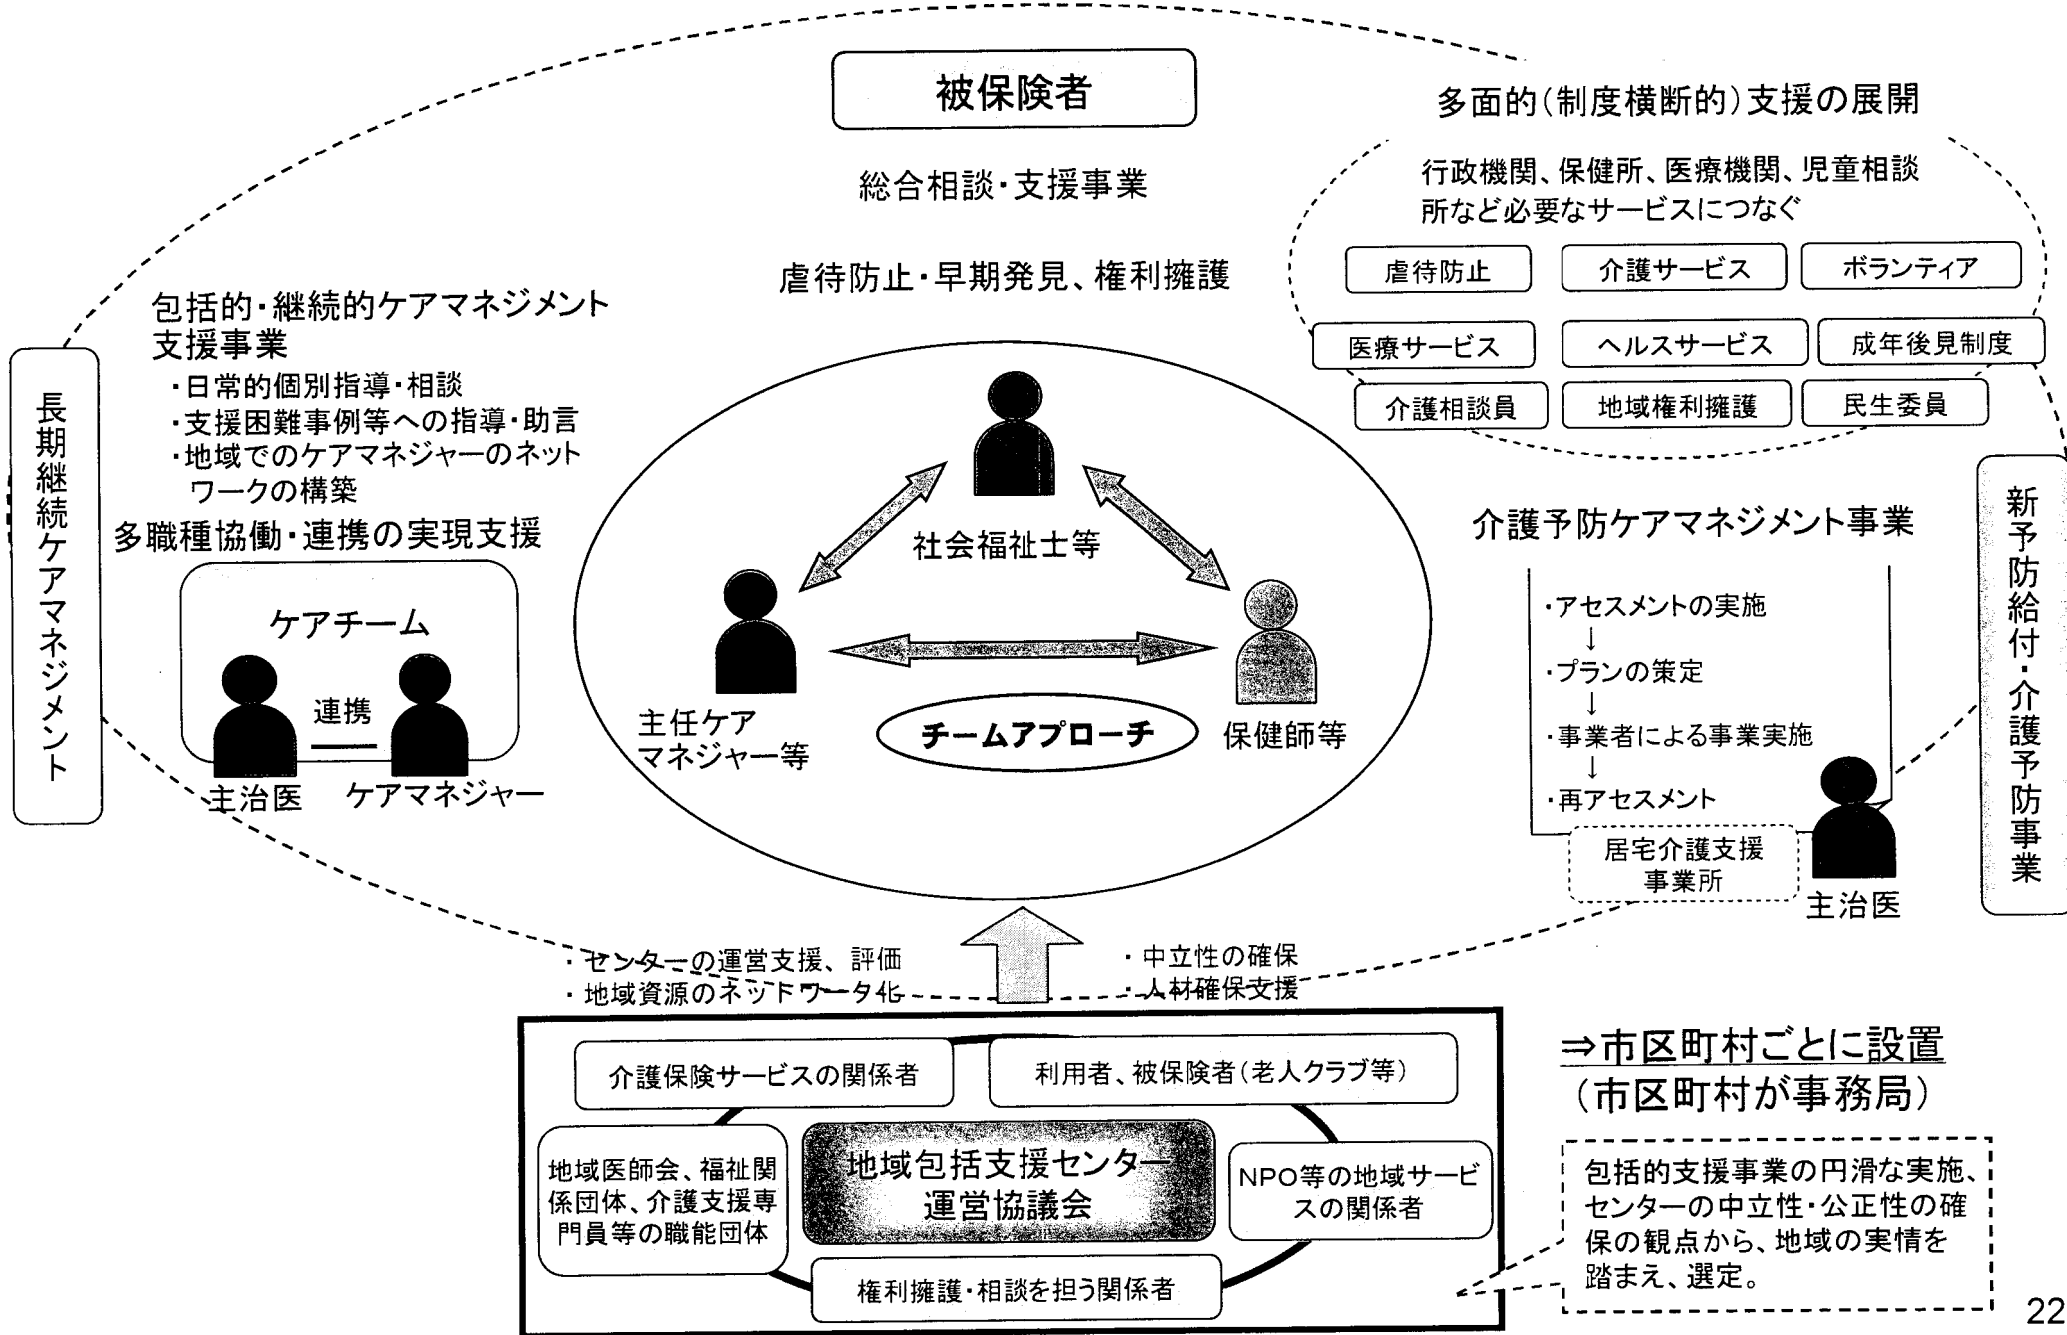 被保険者
総合相談・支援事業
虐待防止・早期発見、権利擁護
多面的(制度横断的)支援の展開
行政機関、保健所、医療機関、児童相談
所など必要なサービスにつなぐ
虐待防止
介護サービス
ボランティア
医療サービス
ヘルスサービス
成年後見制度
介護相談員
地域権利擁護
民生委員
包括的・継続的ケアマネジメント
支援事業
・日常的個別指導・相談
・支援困難事例等への指導・助言
・地域でのケアマネジャーのネット
ワークの構築
多職種協働・連携の実現支援
長期継続ケアマネジメント
ケアチーム
連携
主治医
ケアマネジャー
社会福祉士等
主任ケア
マネジャー等
チームアプローチ
保健師等
介護予防ケアマネジメント事業
・アセスメントの実施
↓
・プランの策定
↓
・事業者による事業実施
↓
・再アセスメント
居宅介護支援
事業所
主治医
新予防給付・介護予防事業
・センターの運営支援、評価
・地域資源のネットワーク化
・中立性の確保
・人材確保支援
介護保険サービスの関係者
利用者、被保険者(老人クラブ等)
地域医師会、福祉関
係団体、介護支援専
門員等の職能団体
地域包括支援センター
運営協議会
NPO等の地域サービ
スの関係者
権利擁護・相談を担う関係者
⇒市区町村ごとに設置
(市区町村が事務局)
包括的支援事業の円滑な実施、
センターの中立性・公正性の確
保の観点から、地域の実情を
踏まえ、選定。
22